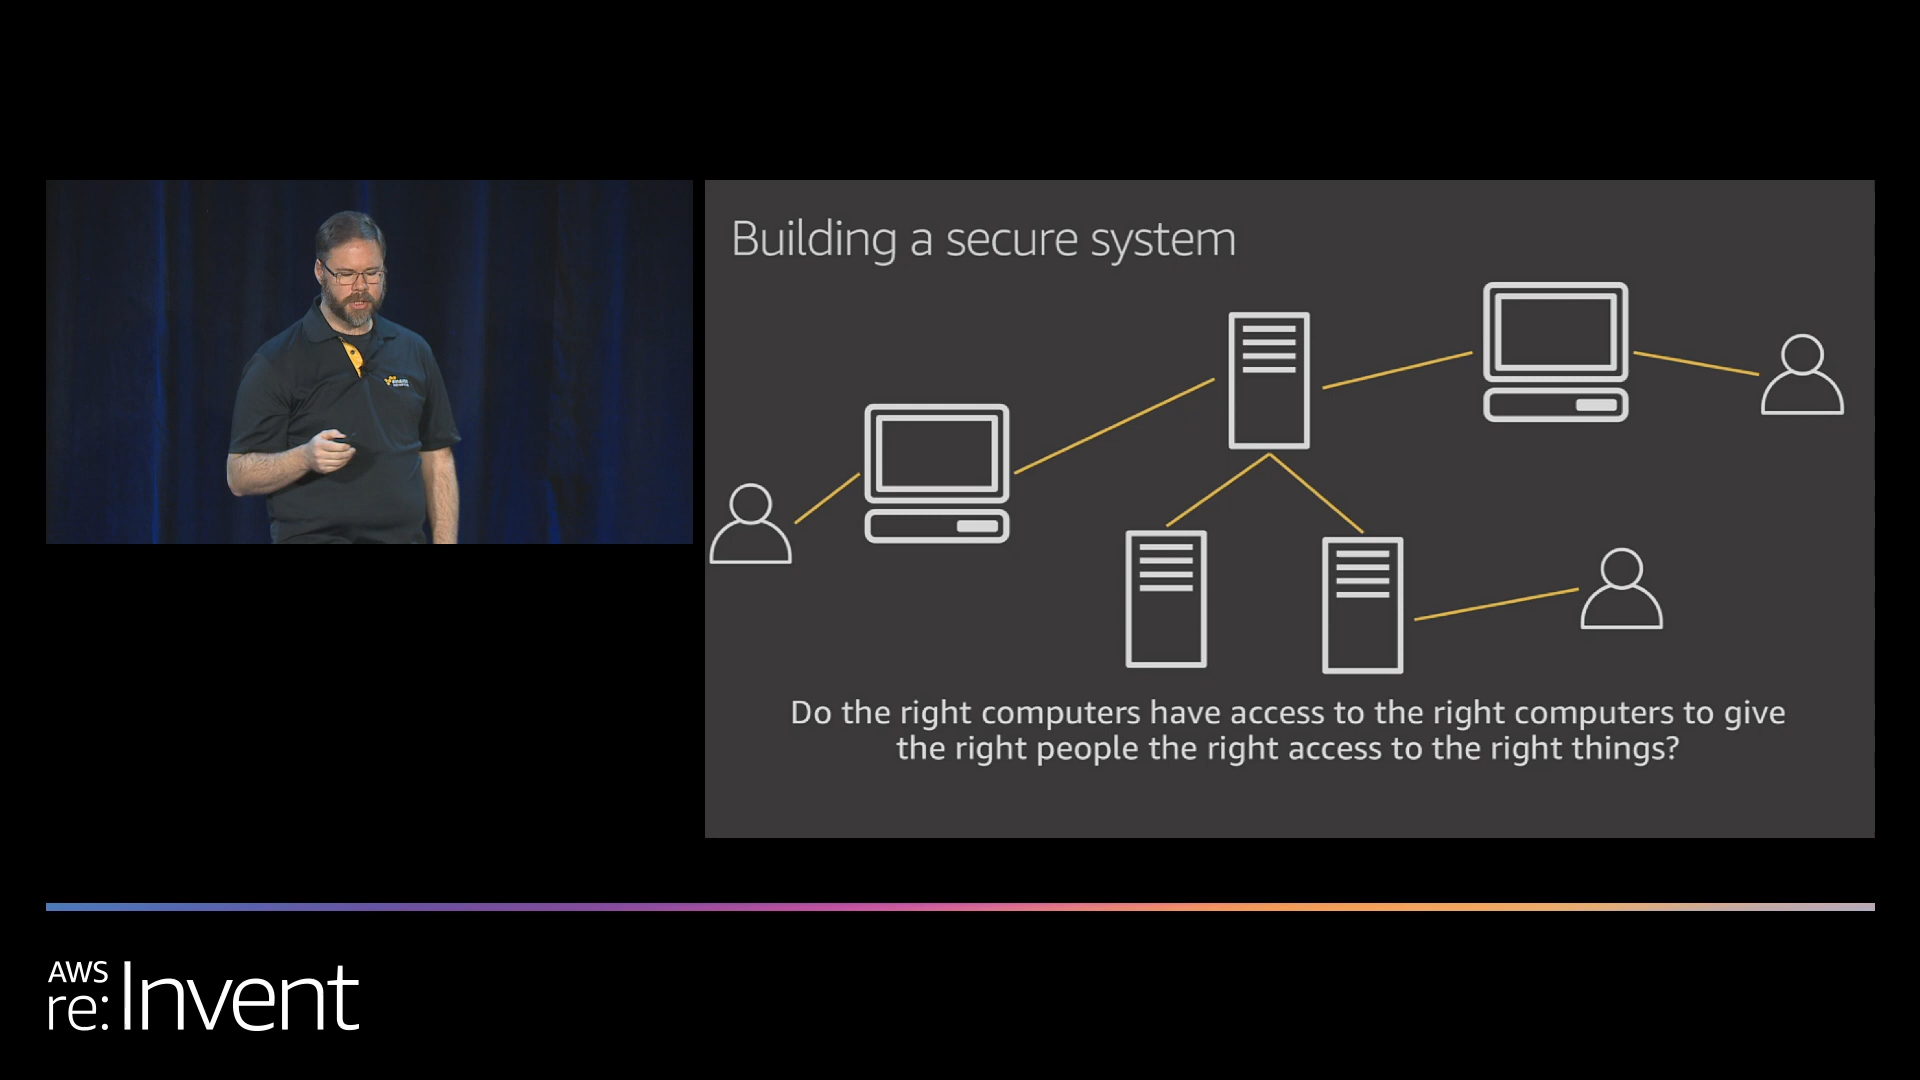 Building a secure system
Do the right computers have access to the right computers to give
the right people the right access to the right things?
AWS
re:Invent